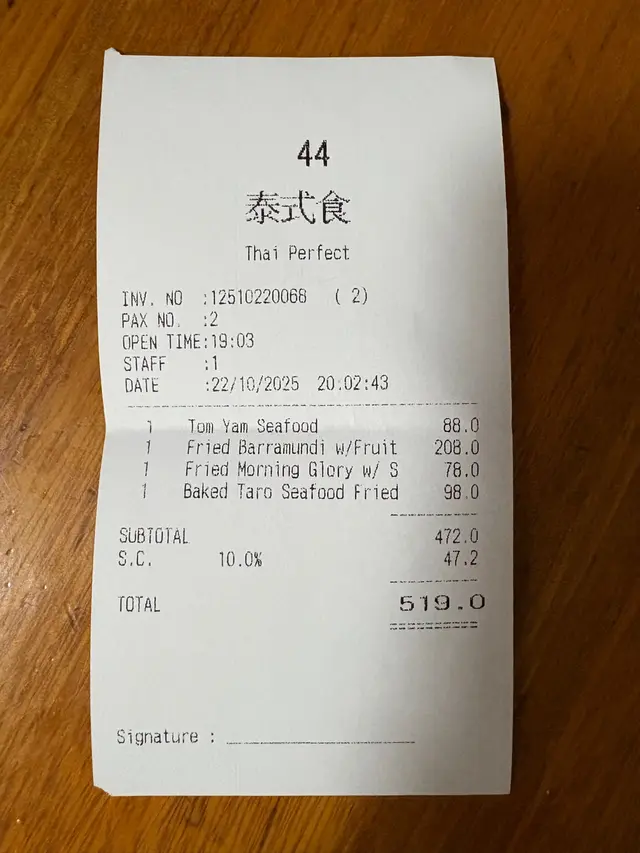 44
泰式食
Thai Perfect
INV. NO :12510220068 ( 2)
PAX NO. :2
OPEN TIME:19:03
STAFF :1
DATE :22/10/2025 20:02:43
1 Tom Yam Seafood 88.0
1 Fried Barramundi w/Fruit 208.0
1 Fried Morning Glory w/ S 78.0
1 Baked Taro Seafood Fried 98.0
SUBTOTAL 472.0
S.C. 10.0% 47.2
TOTAL 519.0
Signature :